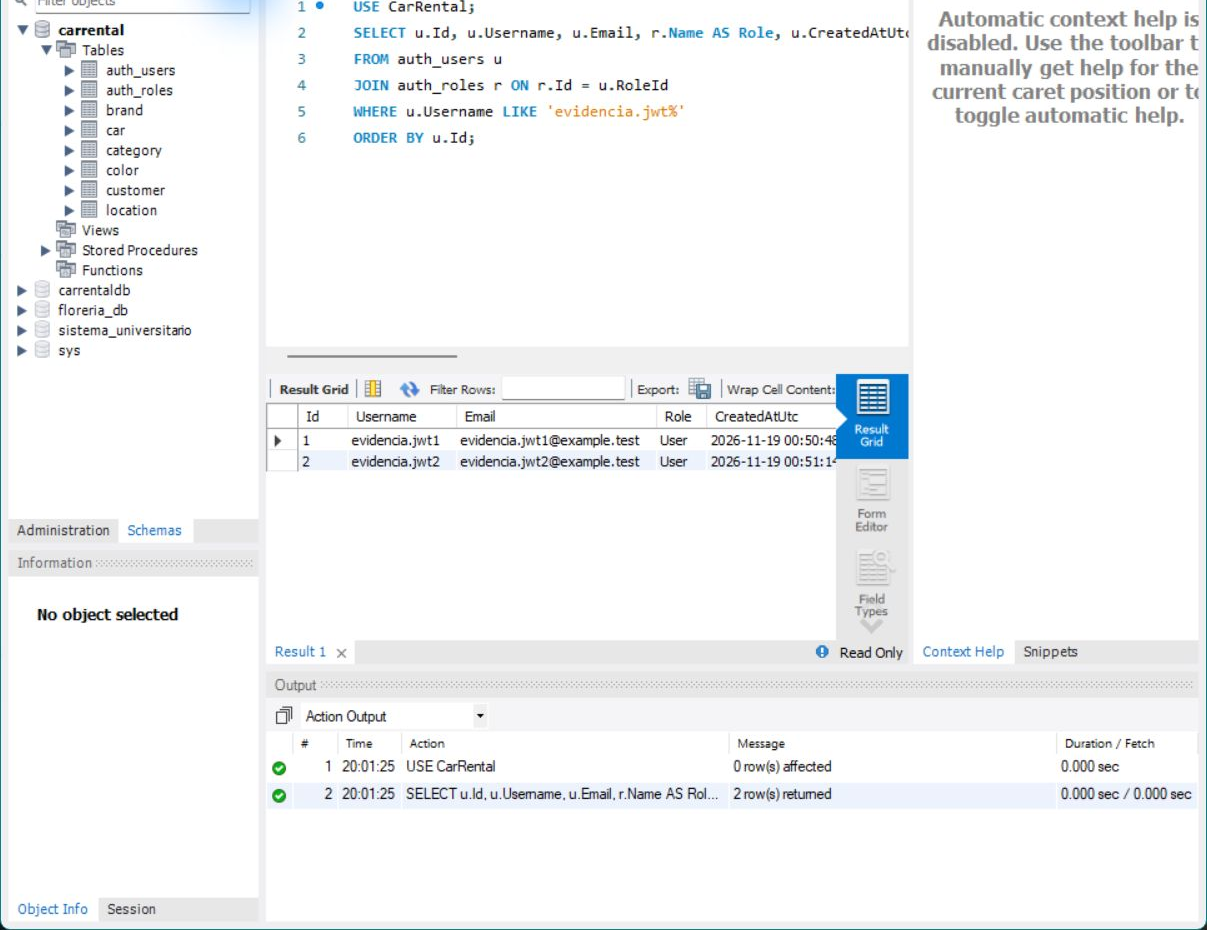 Filter objects
carrental
Tables
auth_users
auth_roles
brand
car
category
color
customer
location
Views
Stored Procedures
Functions
carrentaldb
floreria_db
sistema_universitario
sys
Administration Schemas
Information
No object selected
Object Info Session
1 USE CarRental;
2 SELECT u.Id, u.Username, u.Email, r.Name AS Role, u.CreatedAtUtc
3 FROM auth_users u
4 JOIN auth_roles r ON r.Id = u.RoleId
5 WHERE u.Username LIKE 'evidencia.jwt%'
6 ORDER BY u.Id;
Automatic context help is
disabled. Use the toolbar t
manually get help for the
current caret position or to
toggle automatic help.
Result Grid Filter Rows: Export: Wrap Cell Content:
Id Username Email Role CreatedAtUtc
1 evidencia.jwt1 evidencia.jwt1@example.test User 2026-11-19 00:50:48
2 evidencia.jwt2 evidencia.jwt2@example.test User 2026-11-19 00:51:14
Result
Grid
Form
Editor
Field
Types
Result 1 Read Only
Context Help Snippets
Output
Action Output
# Time Action Message Duration / Fetch
1 20:01:25 USE CarRental 0 row(s) affected 0.000 sec
2 20:01:25 SELECT u.Id, u.Username, u.Email, r.Name AS Rol... 2 row(s) returned 0.000 sec / 0.000 sec